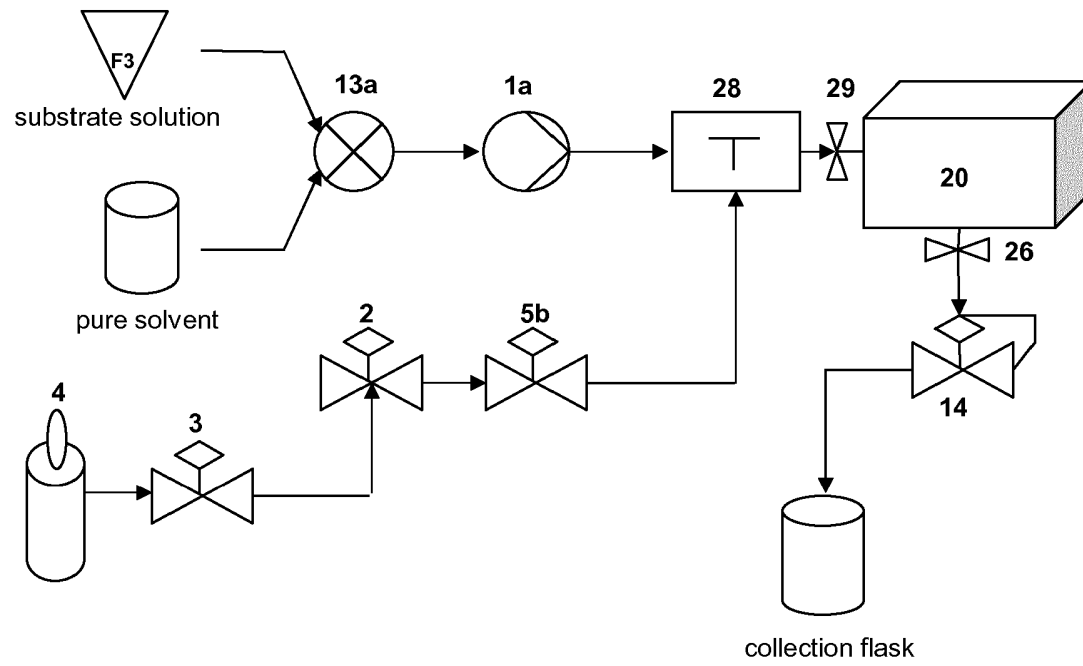 F3
substrate solution
13a
1a
28
29
20
pure solvent
26
2
5b
4
3
14
collection flask